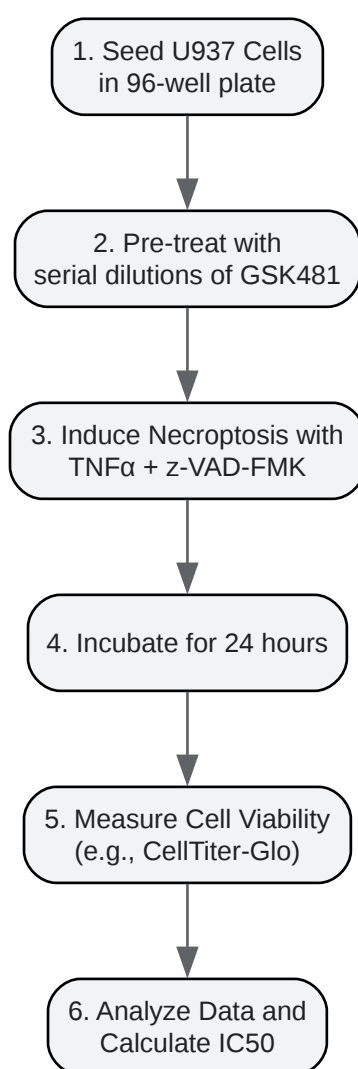 1. Seed U937 Cells
in 96-well plate
2. Pre-treat with
serial dilutions of GSK481
3. Induce Necroptosis with
TNFα + z-VAD-FMK
4. Incubate for 24 hours
5. Measure Cell Viability
(e.g., CellTiter-Glo)
6. Analyze Data and
Calculate IC50